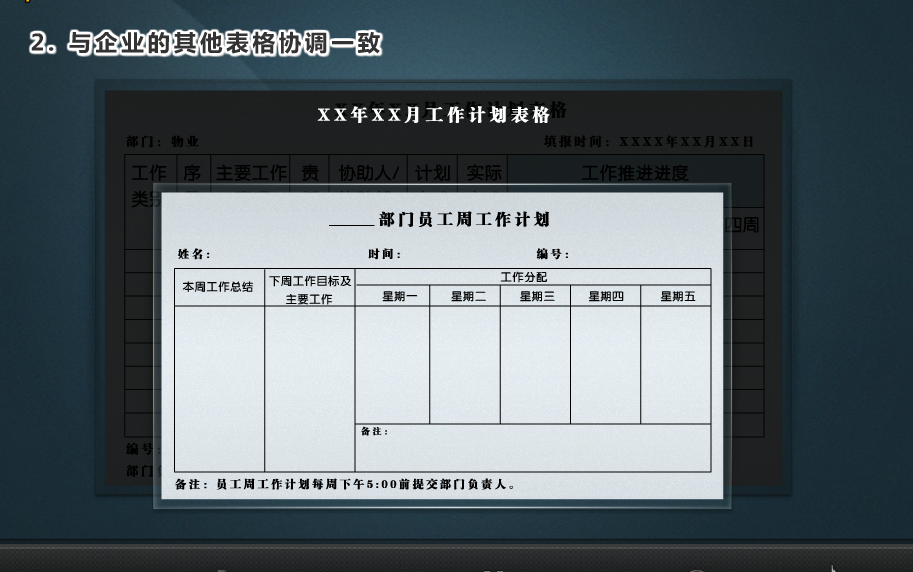 2. 与企业的其他表格协调一致
XX年XX月工作计划表格
部门：物业 填报时间：XXXX年XX月XX日
工作 序 主要工作 责 协助人/ 计划 实际 工作推进进度
类别
四周
_____部门员工周工作计划
姓名： 时间： 编号：
本周工作总结 下周工作目标及 工作分配
主要工作 星期一 星期二 星期三 星期四 星期五
备注：
编号：
部门
备注：员工周工作计划每周下午5:00前提交部门负责人。